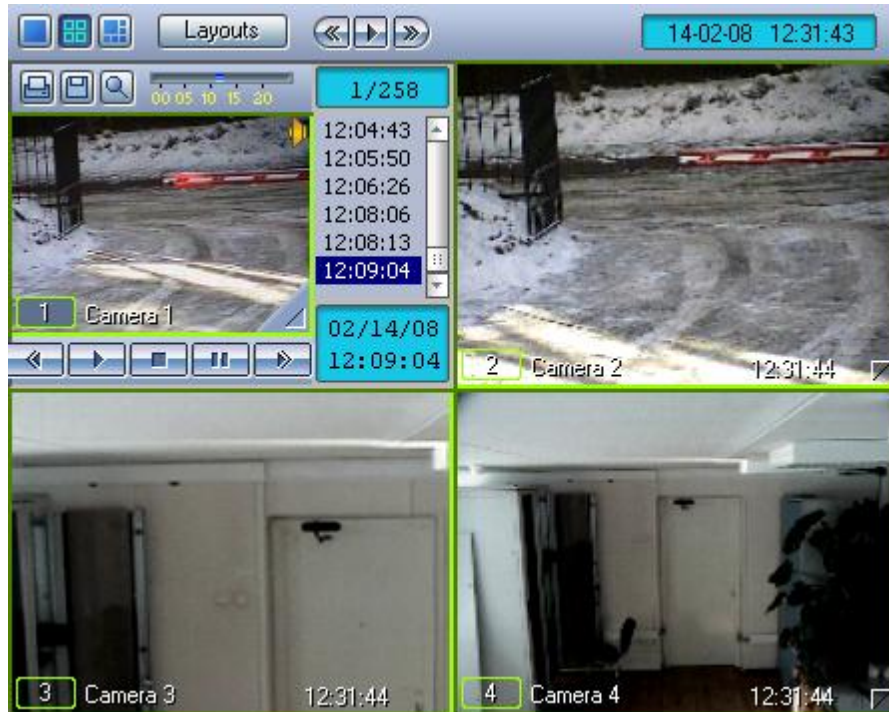 Layouts
14-02-08 12:31:43
00 05 10 15 20
1/258
12:04:43
12:05:50
12:06:26
12:08:06
12:08:13
12:09:04
1 Camera 1
02/14/08
12:09:04
2 Camera 2 12:31:44
3 Camera 3 12:31:44
4 Camera 4 12:31:44